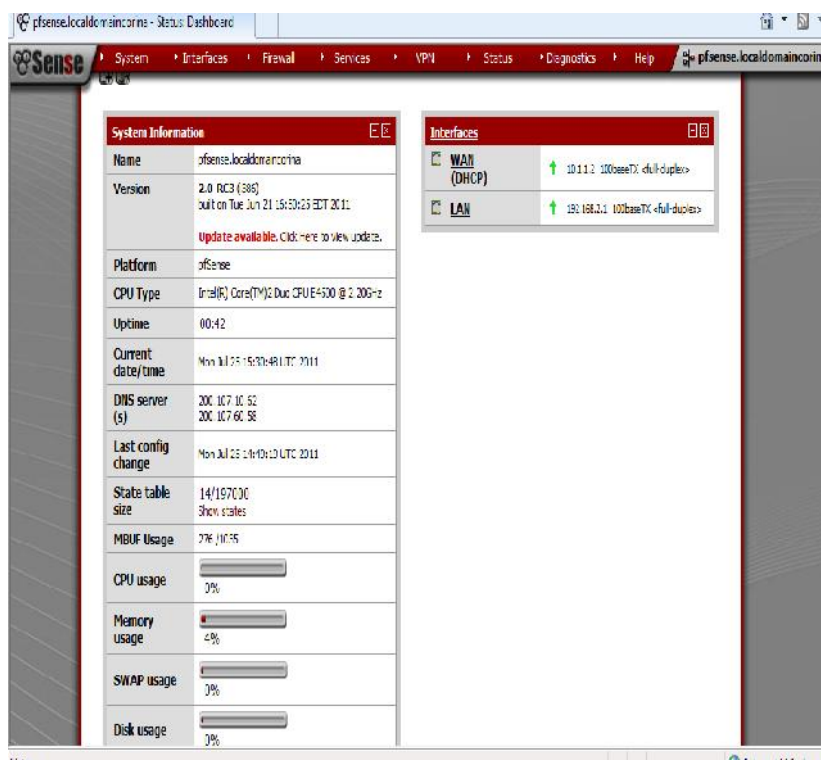 pfsense.localdomaincorina - Status: Dashboard
Sense
System
Interfaces
Firewall
Services
VPN
Status
Diagnostics
Help
pfsense.localdomaincorin
System Information
Name
pfsense.localdomaincorina
Version
2.0-RC3 (i386)
built on Tue Jun 21 16:53:25 EDT 2011
Update available. Click Here to view update.
Platform
pfSense
CPU Type
Intel(R) Core(TM)2 Duo CPU E4500 @ 2.20GHz
Uptime
00:42
Current
date/time
Mon Jul 25 15:30:48 UTC 2011
DNS server
(s)
200.107.10.62
200.107.60.58
Last config
change
Mon Jul 25 UTC 2011
State table
size
14/197000
Show states
MBUF Usage
276 /1035
CPU usage
0%
Memory
usage
4%
SWAP usage
0%
Disk usage
0%
Interfaces
WAN
(DHCP)
10.1.1.2 100baseTX <full-duplex>
LAN
192.168.2.1 100baseTX <full-duplex>